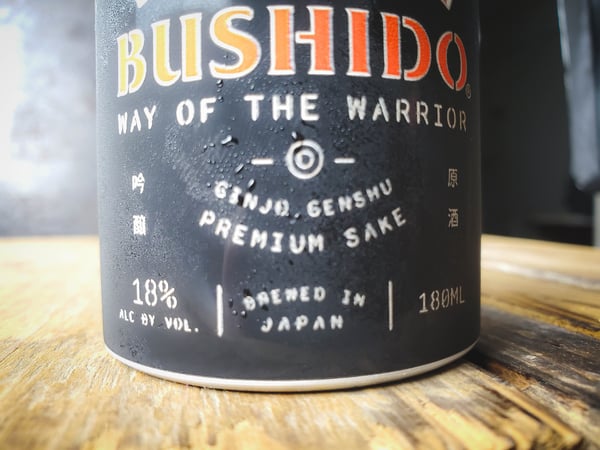 BUSHIDO®
WAY OF THE WARRIOR
吟醸
GINJO GENSHU
PREMIUM SAKE
原酒
18%
ALC BY VOL.
BREWED IN
JAPAN
180ML